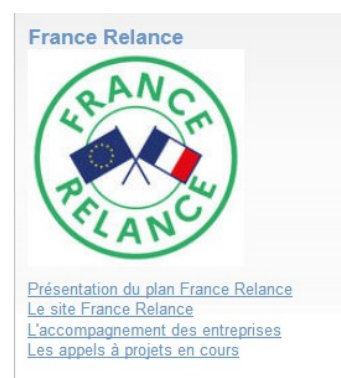 France Relance
FRANCE
RELANCE
Présentation du plan France Relance
Le site France Relance
L'accompagnement des entreprises
Les appels à projets en cours